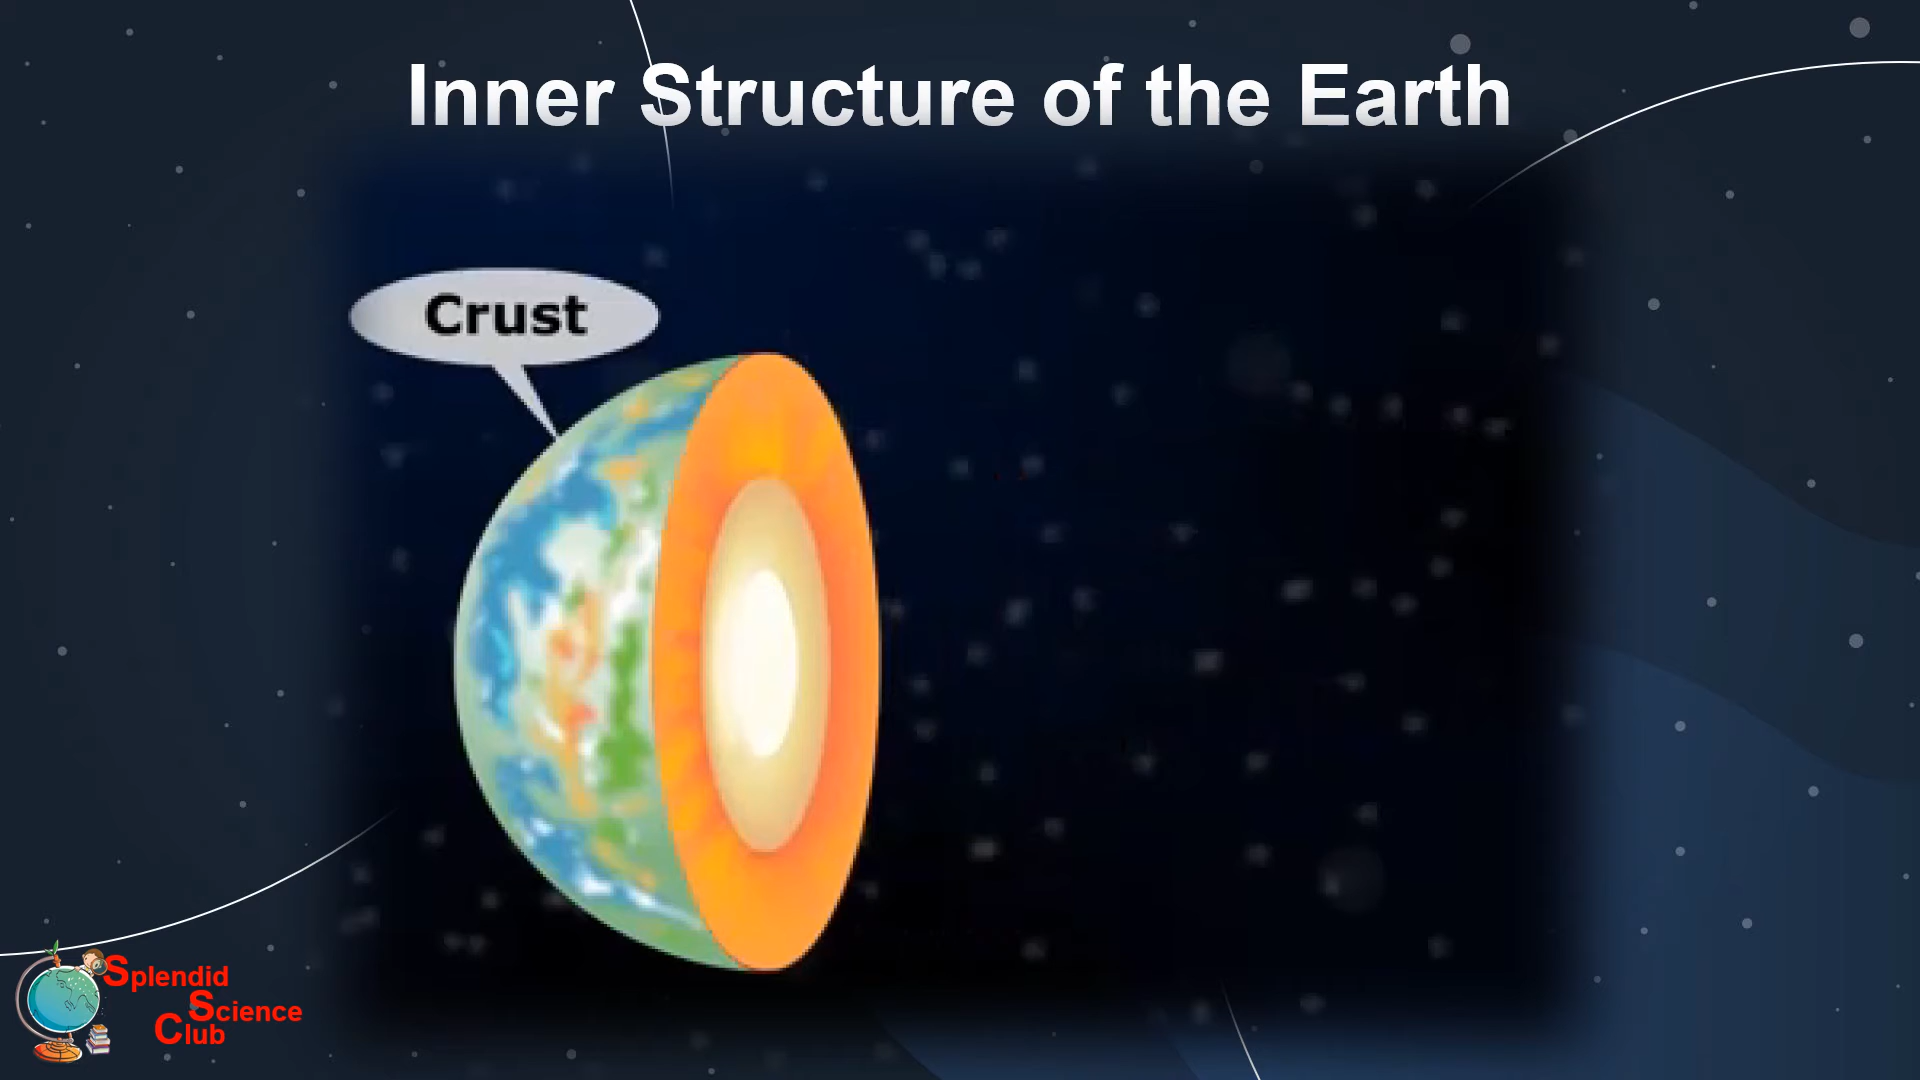 Inner Structure of the Earth
Crust
Splendid
Science
Club